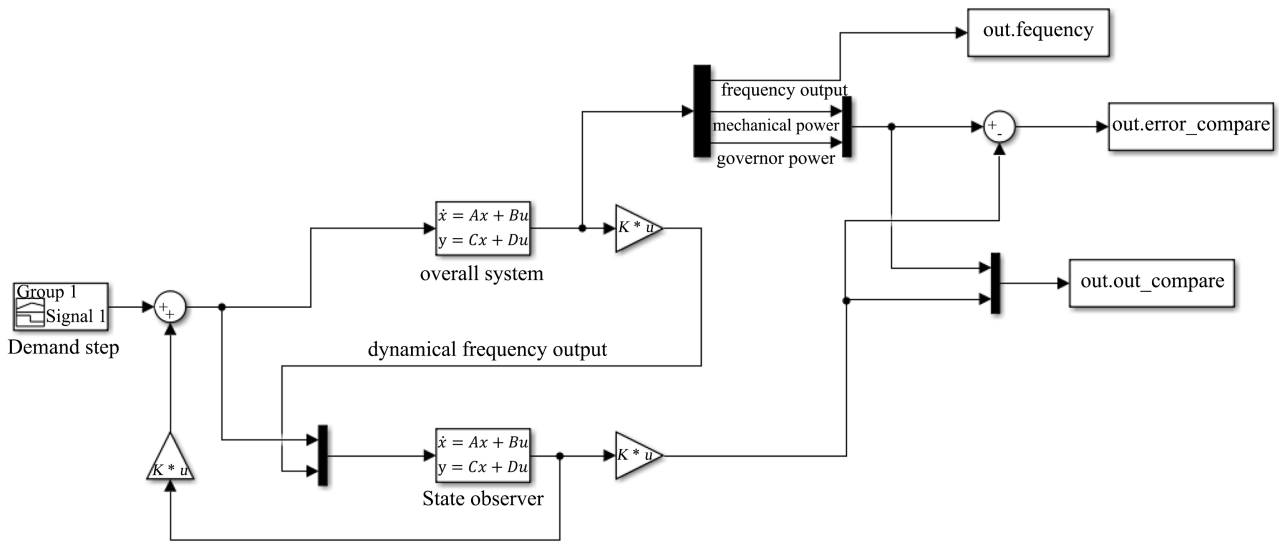 out.fequency
frequency output
mechanical power
governor power
+
-
out.error_compare
ẋ = Ax + Bu
y = Cx + Du
overall system
K * u
out.out_compare
Group 1
Signal 1
Demand step
+
+
dynamical frequency output
K * u
ẋ = Ax + Bu
y = Cx + Du
State observer
K * u